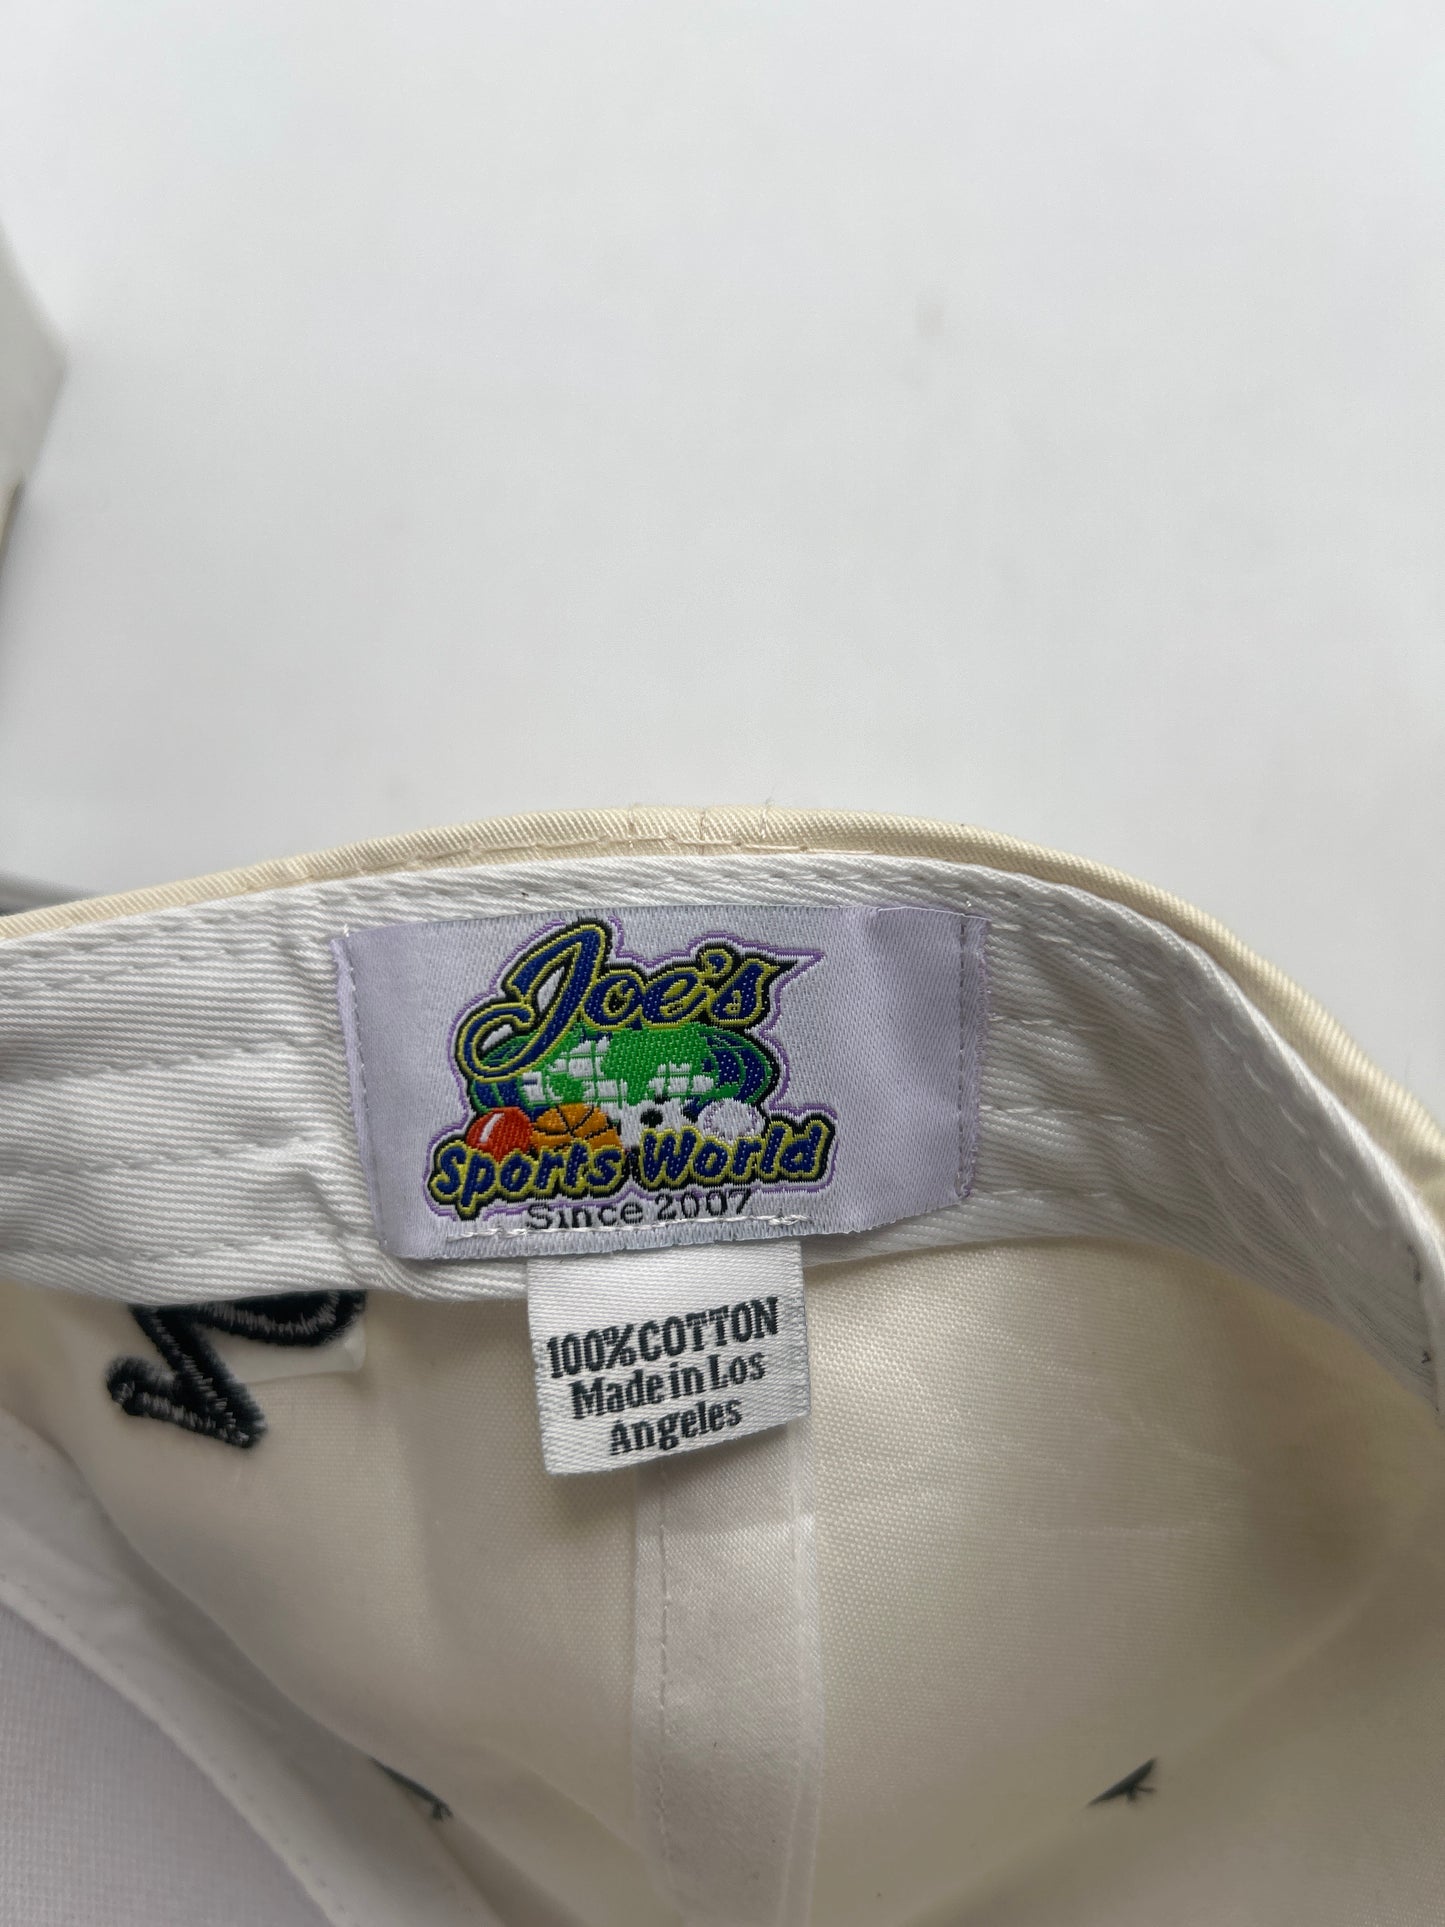 Joe's
Sports World
Since 2007
100%COTTON
Made in Los
Angeles